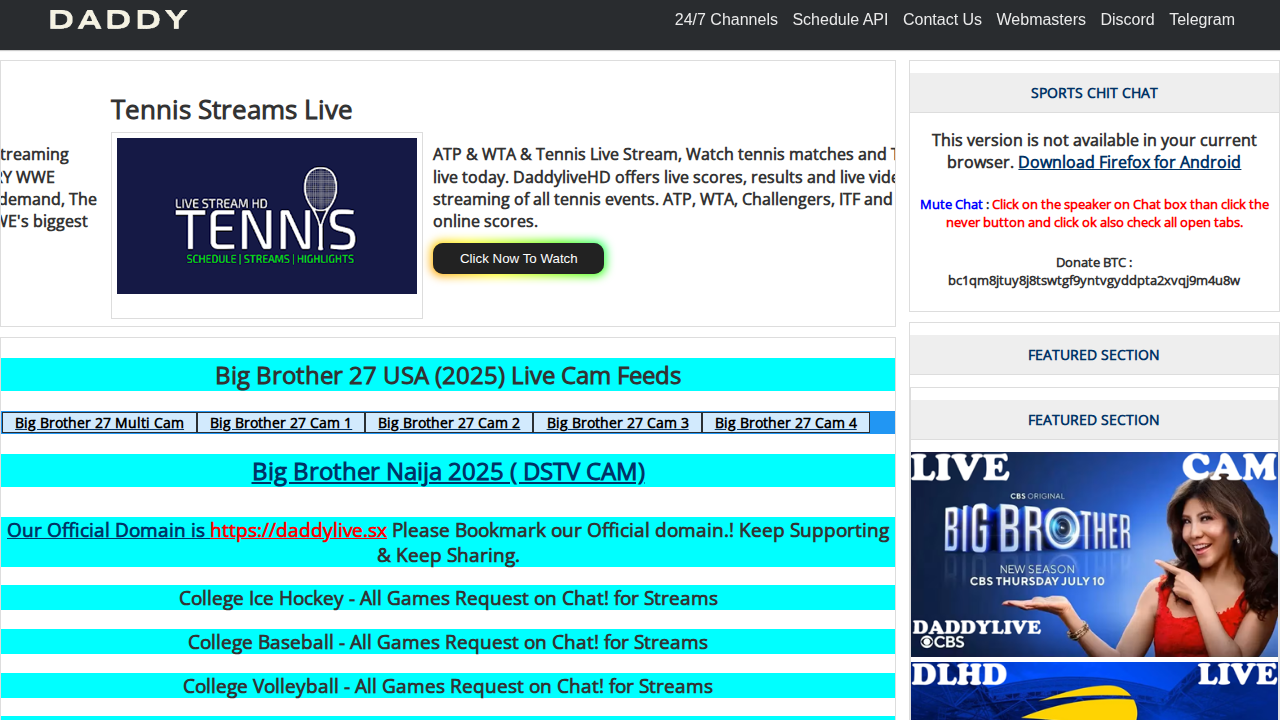 DADDY
24/7 Channels Schedule API Contact Us Webmasters Discord Telegram
treaming
RY WWE
demand, The
WE's biggest
Tennis Streams Live
LIVE STREAM HD
TENNIS
SCHEDULE | STREAMS | HIGHLIGHTS
ATP & WTA & Tennis Live Stream, Watch tennis matches and T
live today. DaddyliveHD offers live scores, results and live vide
streaming of all tennis events. ATP, WTA, Challengers, ITF and
online scores.
Click Now To Watch
Big Brother 27 USA (2025) Live Cam Feeds
Big Brother 27 Multi Cam Big Brother 27 Cam 1 Big Brother 27 Cam 2 Big Brother 27 Cam 3 Big Brother 27 Cam 4
Big Brother Naija 2025 ( DSTV CAM)
Our Official Domain is https://daddylive.sx Please Bookmark our Official domain.! Keep Supporting
& Keep Sharing.
College Ice Hockey - All Games Request on Chat! for Streams
College Baseball - All Games Request on Chat! for Streams
College Volleyball - All Games Request on Chat! for Streams
SPORTS CHIT CHAT
This version is not available in your current
browser. Download Firefox for Android
Mute Chat : Click on the speaker on Chat box than click the
never button and click ok also check all open tabs.
Donate BTC :
bc1qm8jtuy8j8tswtgf9yntvgyddpta2xvqj9m4u8w
FEATURED SECTION
FEATURED SECTION
LIVE CAM
CBS ORIGINAL
BIG BROTHER
NEW SEASON
CBS THURSDAY JULY 10
DADDYLIVE
CBS
DLHD LIVE